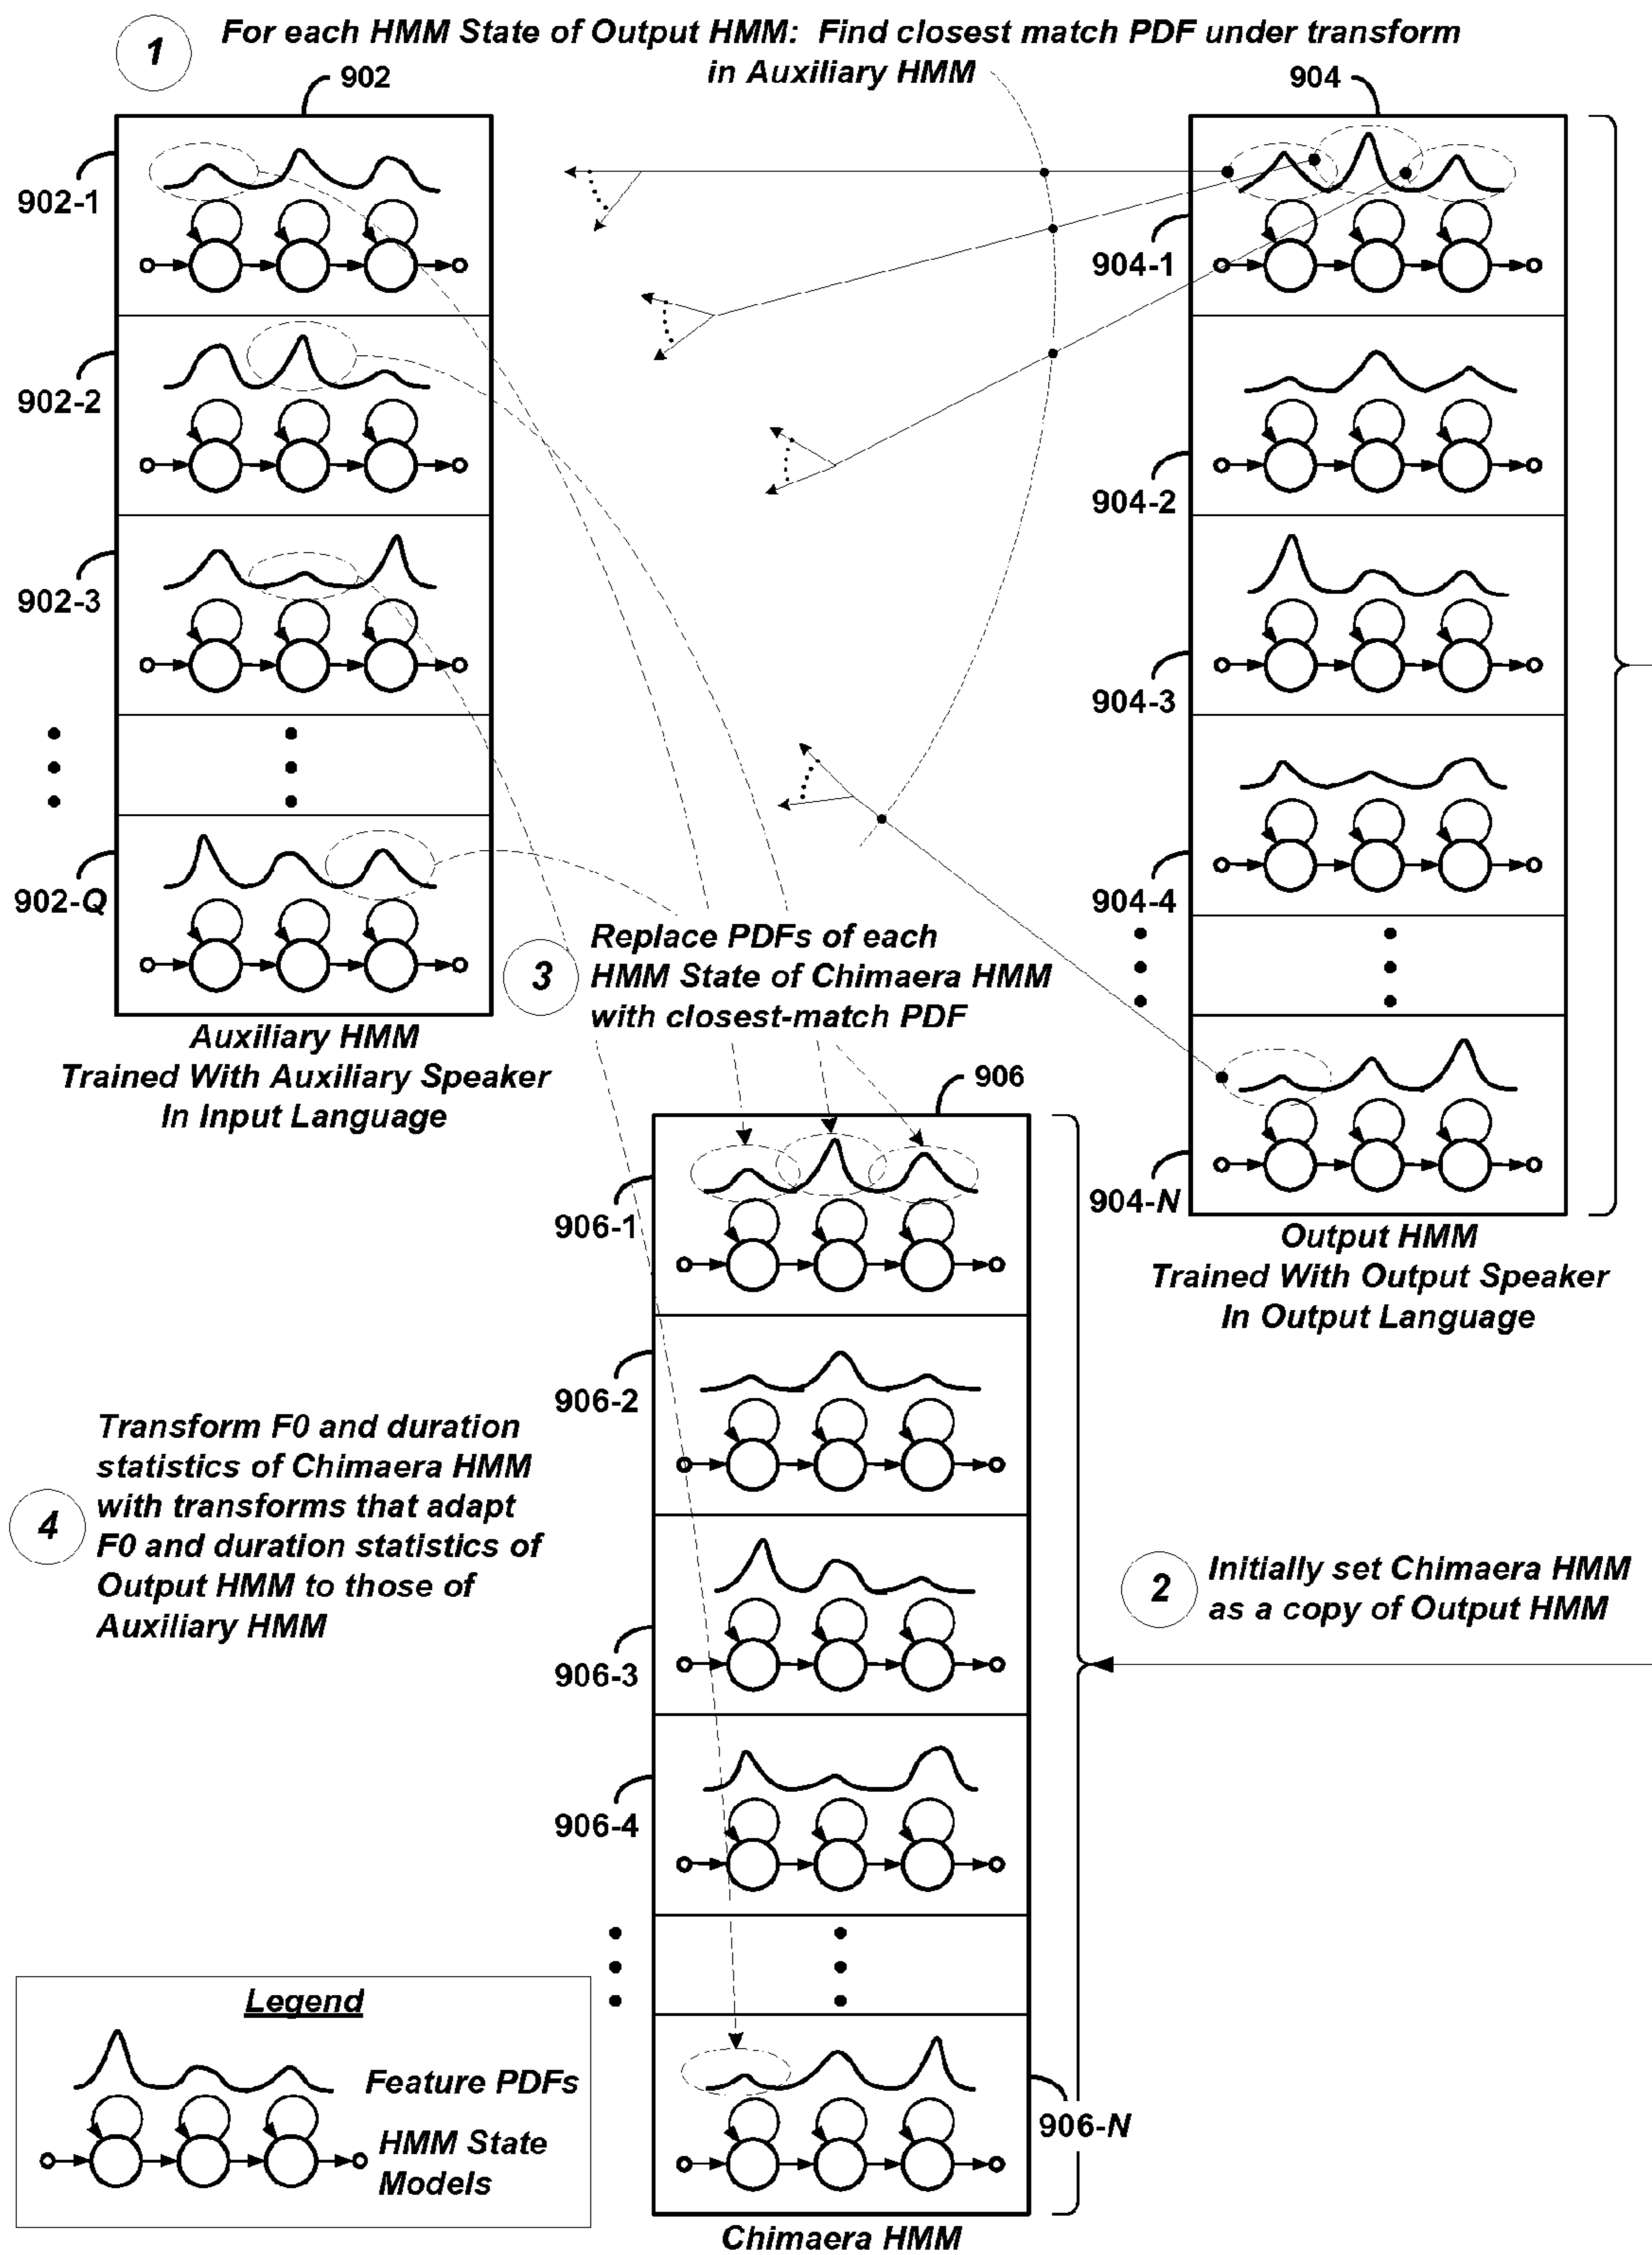 1
For each HMM State of Output HMM: Find closest match PDF under transform
in Auxiliary HMM
902
904
902-1
904-1
902-2
904-2
902-3
904-3
902-Q
904-4
3
Replace PDFs of each
HMM State of Chimaera HMM
with closest-match PDF
Auxiliary HMM
Trained With Auxiliary Speaker
In Input Language
906
904-N
906-1
Output HMM
Trained With Output Speaker
In Output Language
906-2
4
Transform F0 and duration
statistics of Chimaera HMM
with transforms that adapt
F0 and duration statistics of
Output HMM to those of
Auxiliary HMM
2
Initially set Chimaera HMM
as a copy of Output HMM
906-3
906-4
Legend
Feature PDFs
HMM State
Models
906-N
Chimaera HMM